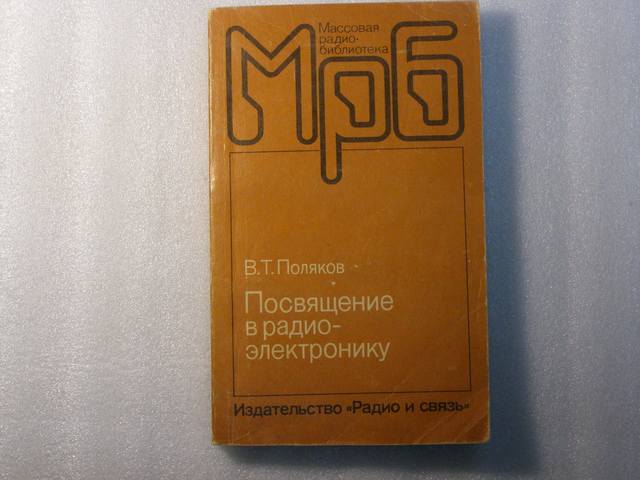 Массовая
радио-
библиотека
МРБ
В.Т.Поляков
Посвящение
в радио-
электронику
Издательство «Радио и связь»